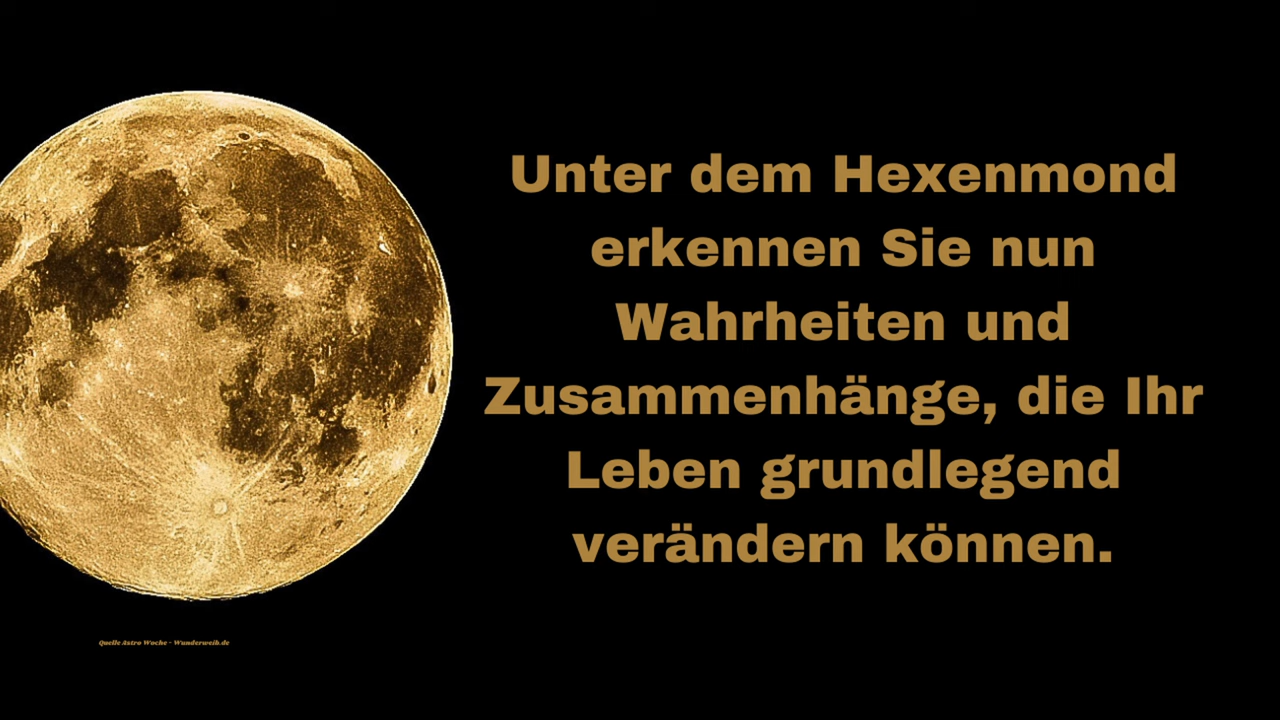 Unter dem Hexenmond
erkennen Sie nun
Wahrheiten und
Zusammenhänge, die Ihr
Leben grundlegend
verändern können.
Quelle Astro Woche - Wunderweib.de